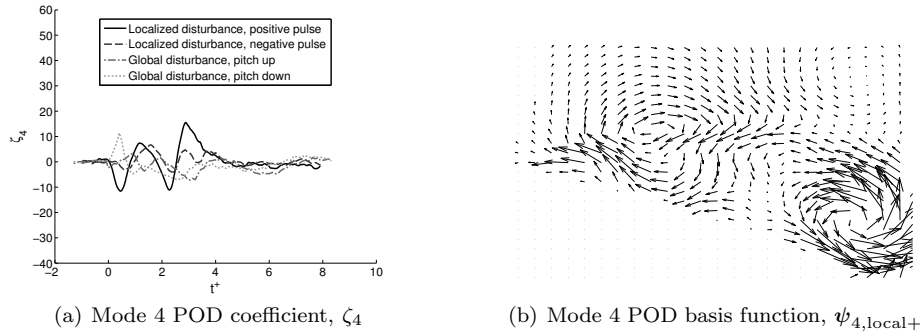 60
50
40
30
20
10
0
−10
−20
−30
−40
ζ4
Localized disturbance, positive pulse
Localized disturbance, negative pulse
Global disturbance, pitch up
Global disturbance, pitch down
−2 0 2 4 6 8 10
t+
(a) Mode 4 POD coefficient, ζ4
(b) Mode 4 POD basis function, ψ4,local+